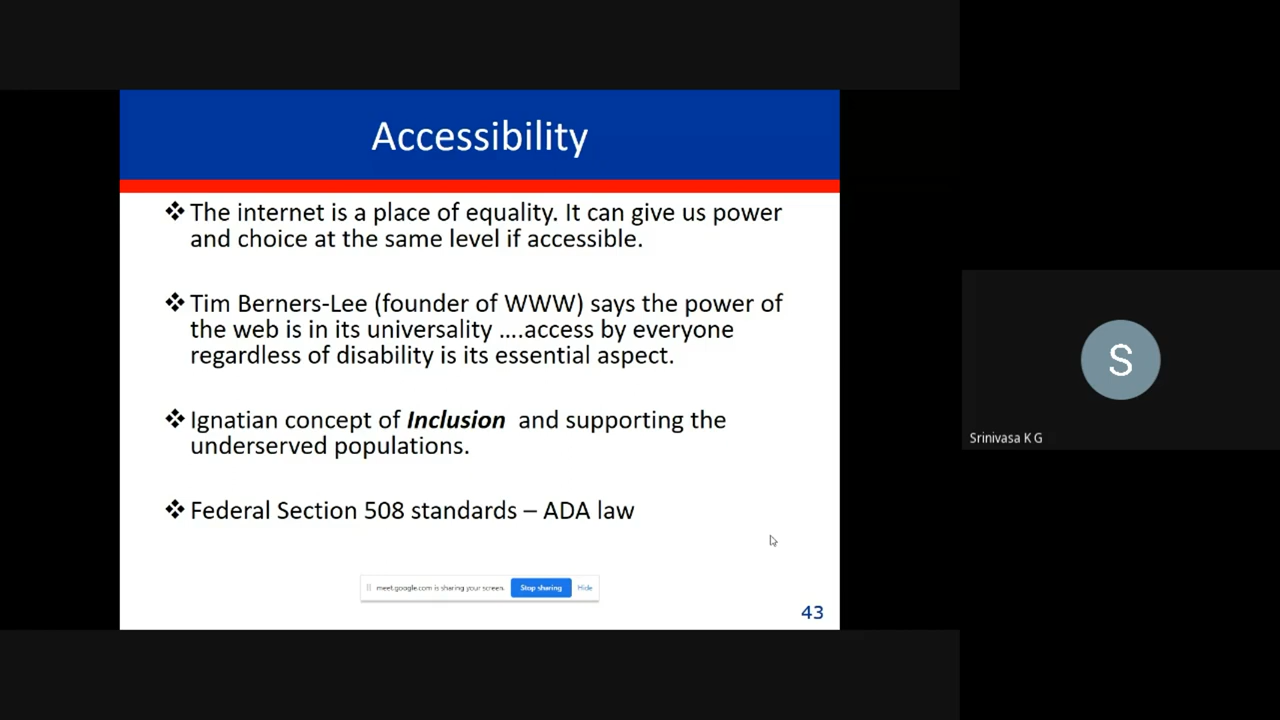 Accessibility
❖ The internet is a place of equality. It can give us power
and choice at the same level if accessible.
❖ Tim Berners-Lee (founder of WWW) says the power of
the web is in its universality ....access by everyone
regardless of disability is its essential aspect.
❖ Ignatian concept of Inclusion and supporting the
underserved populations.
❖ Federal Section 508 standards – ADA law
meet.google.com is sharing your screen. Stop sharing Hide
43
S
Srinivasa K G